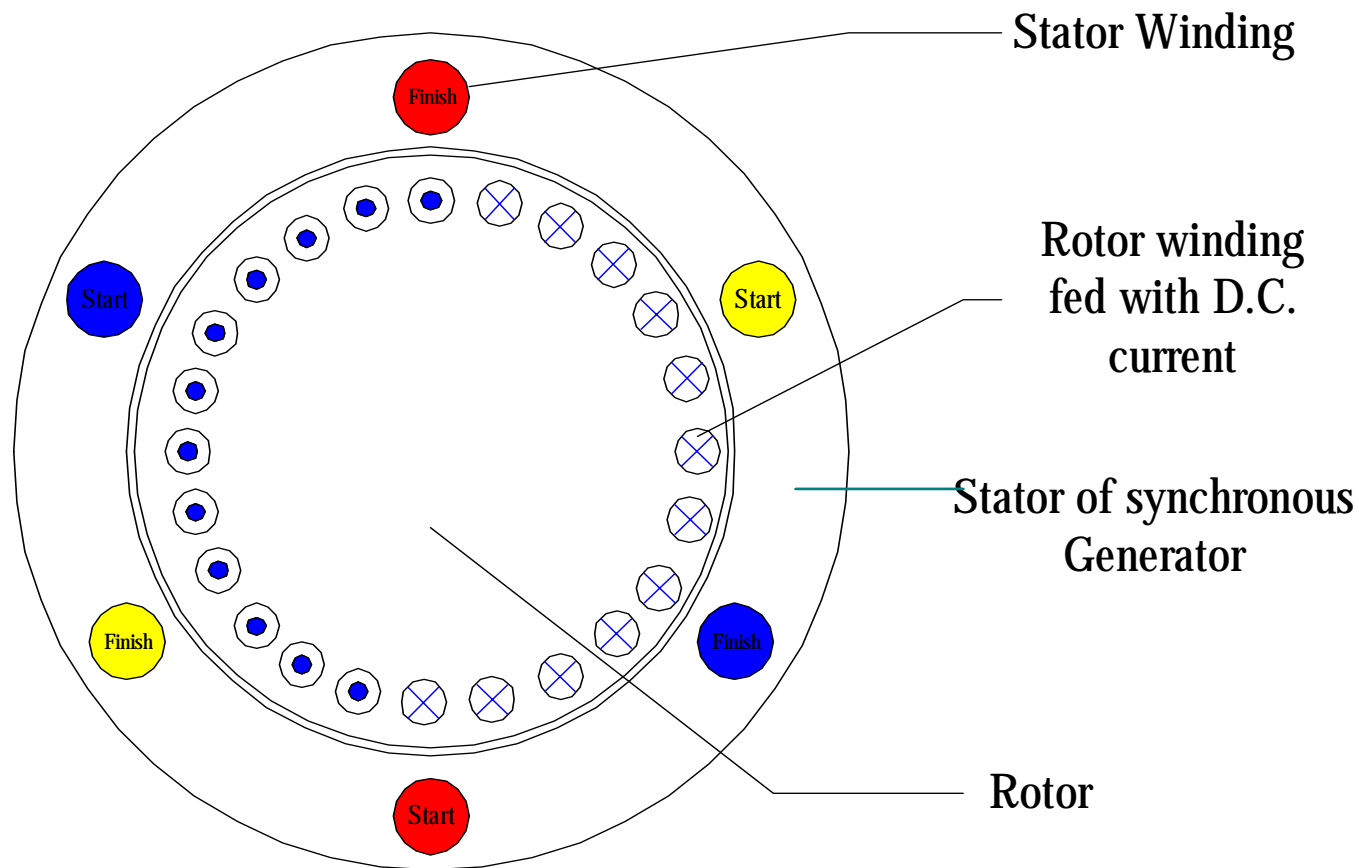 Stator Winding
Finish
Start
Start
Rotor winding
fed with D.C.
current
Stator of synchronous
Generator
Finish
Finish
Rotor
Start